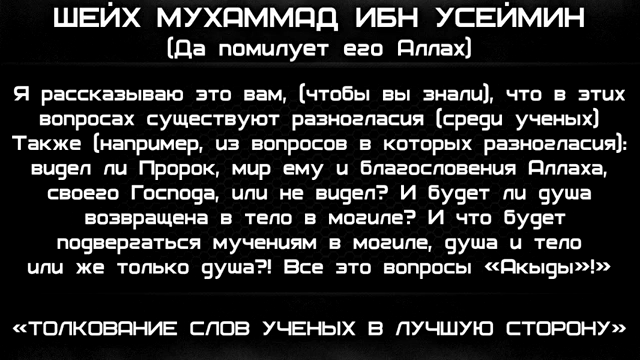 ШЕЙХ МУХАММАД ИБН УСЕЙМИН
(Да помилует его Аллах)
Я рассказываю это вам, (чтобы вы знали), что в этих
вопросах существуют разногласия (среди ученых)
Также (например, из вопросов в которых разногласия):
видел ли Пророк, мир ему и благословения Аллаха,
своего Господа, или не видел? И будет ли душа
возвращена в тело в могиле? И что будет
подвергаться мучениям в могиле, душа и тело
или же только душа?! Все это вопросы «Акыды»!»
«ТОЛКОВАНИЕ СЛОВ УЧЕНЫХ В ЛУЧШУЮ СТОРОНУ»